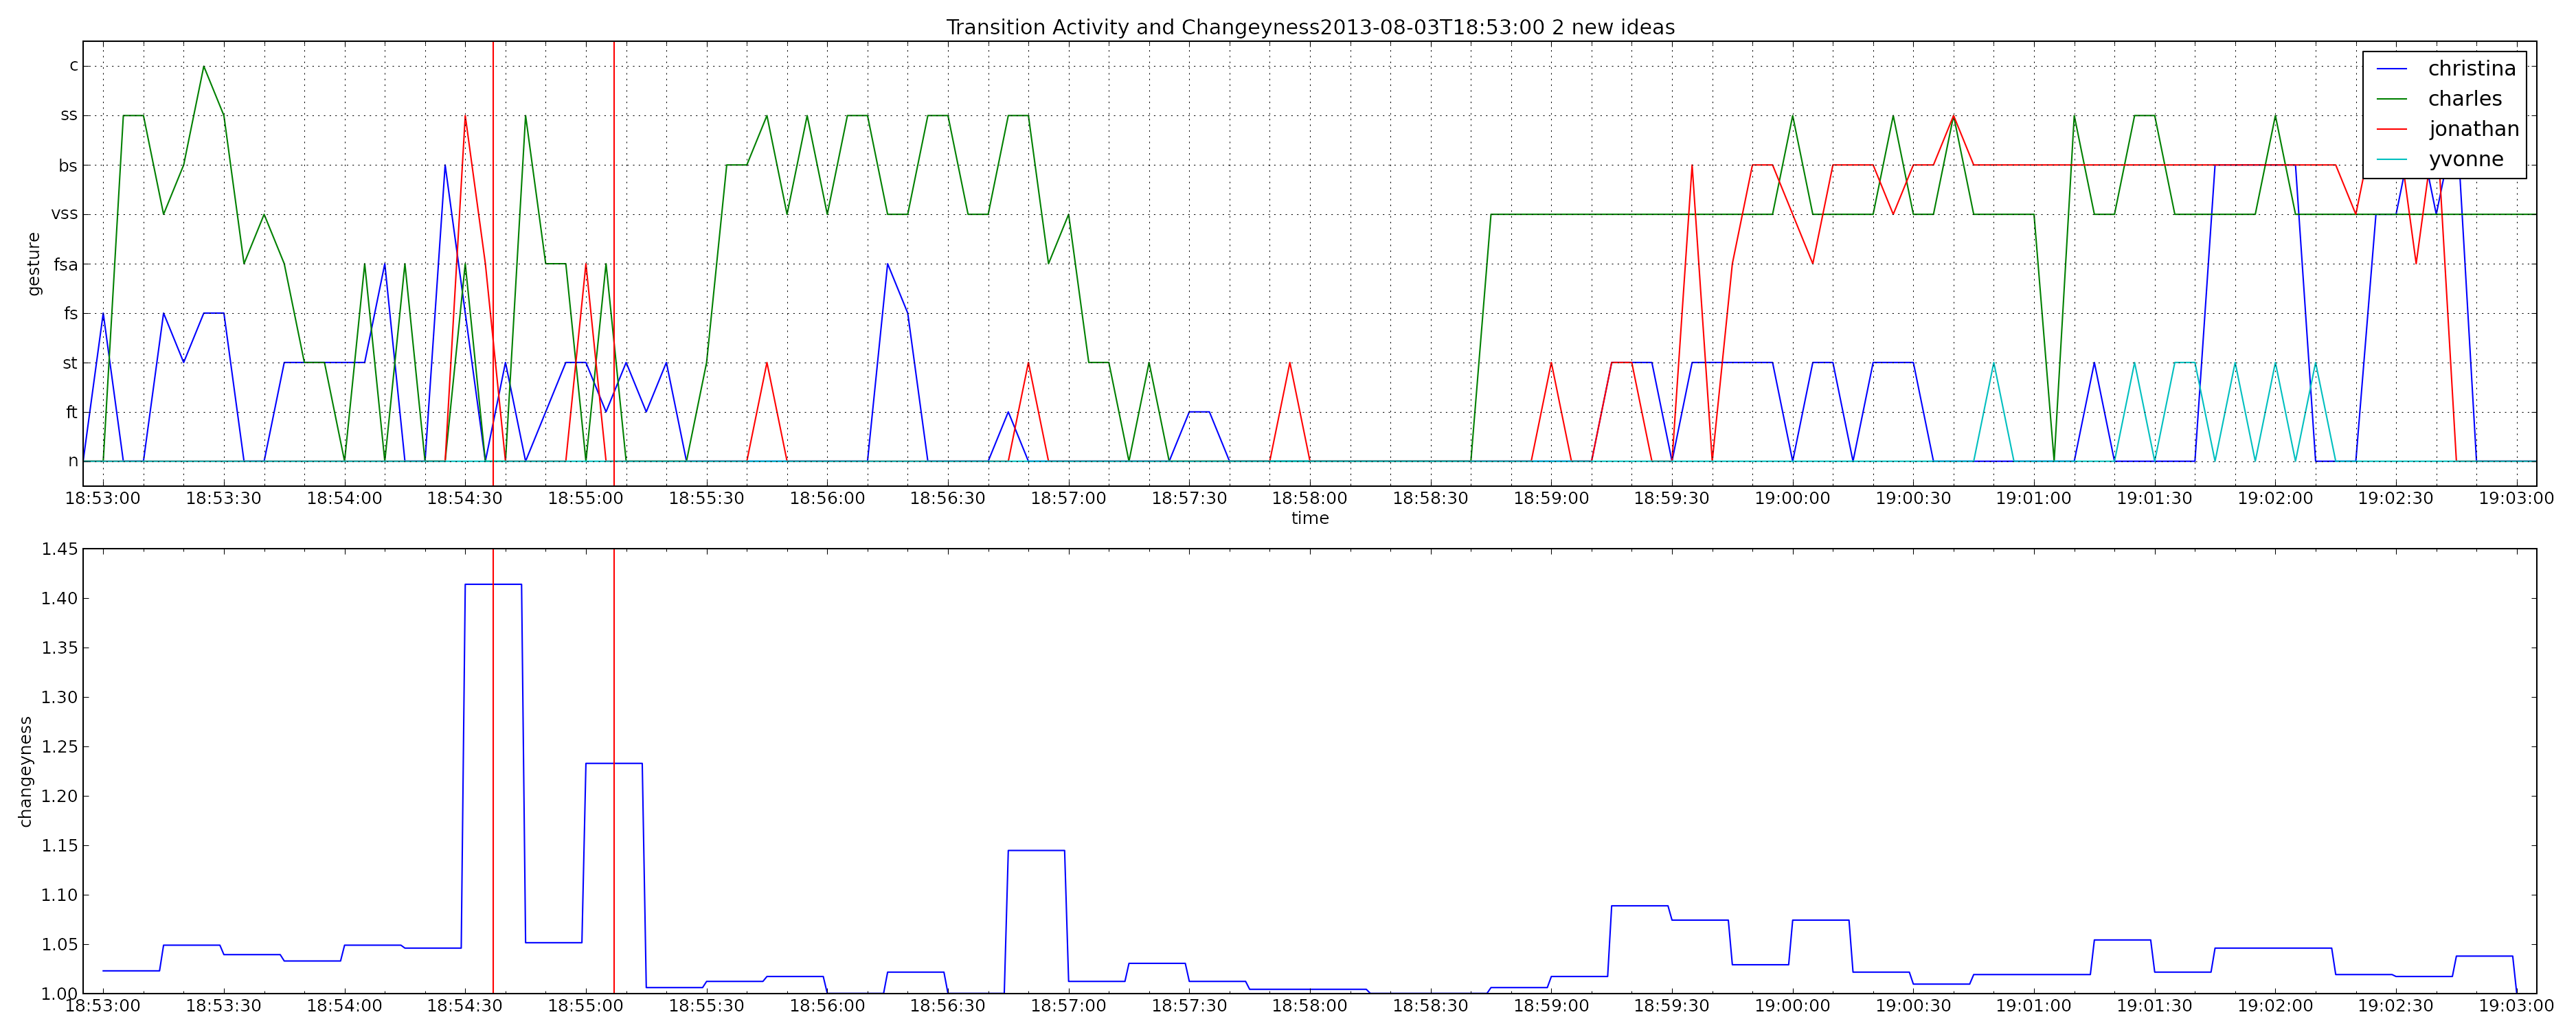 Transition Activity and Changeyness2013-08-03T18:53:00 2 new ideas
gesture
c
ss
bs
vss
fsa
fs
st
ft
n
christina
charles
jonathan
yvonne
18:53:00 18:53:30 18:54:00 18:54:30 18:55:00 18:55:30 18:56:00 18:56:30 18:57:00 18:57:30 18:58:00 18:58:30 18:59:00 18:59:30 19:00:00 19:00:30 19:01:00 19:01:30 19:02:00 19:02:30 19:03:00
time
changeyness
1.45
1.40
1.35
1.30
1.25
1.20
1.15
1.10
1.05
1.00
18:53:00 18:53:30 18:54:00 18:54:30 18:55:00 18:55:30 18:56:00 18:56:30 18:57:00 18:57:30 18:58:00 18:58:30 18:59:00 18:59:30 19:00:00 19:00:30 19:01:00 19:01:30 19:02:00 19:02:30 19:03:00